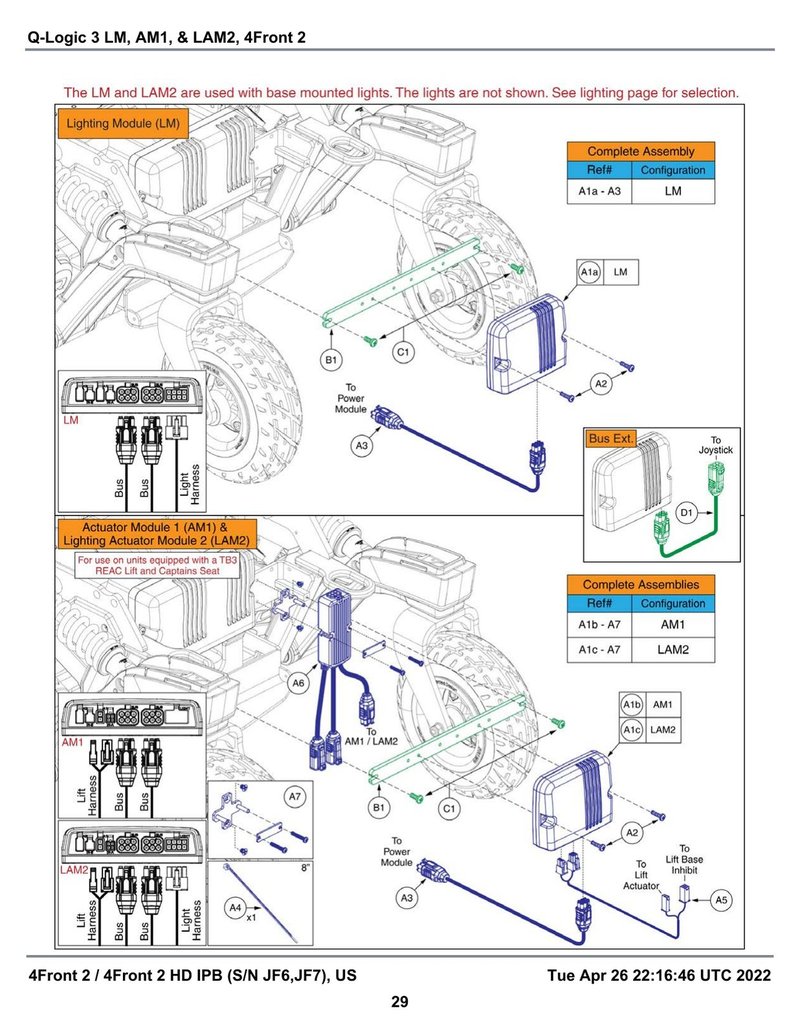 Q-Logic 3 LM, AM1, & LAM2, 4Front 2
The LM and LAM2 are used with base mounted lights. The lights are not shown. See lighting page for selection.
Lighting Module (LM)
Complete Assembly
Ref# Configuration
A1a - A3 LM
A1a LM
B1
C1
A2
To
Power
Module
A3
LM
Bus
Bus
Light
Harness
Bus Ext.
To
Joystick
D1
Actuator Module 1 (AM1) &
Lighting Actuator Module 2 (LAM2)
For use on units equipped with a TB3
REAC Lift and Captains Seat
Complete Assemblies
Ref# Configuration
A1b - A7 AM1
A1c - A7 LAM2
A6
To
AM1 / LAM2
A1b AM1
A1c LAM2
AM1
Lift
Harness
Bus
Bus
A7
B1
C1
A2
LAM2
Lift
Harness
Bus
Bus
Light
Harness
8"
A4
x1
To
Power
Module
A3
To
Lift
Actuator
To
Lift Base
Inhibit
A5
4Front 2 / 4Front 2 HD IPB (S/N JF6,JF7), US
Tue Apr 26 22:16:46 UTC 2022
29